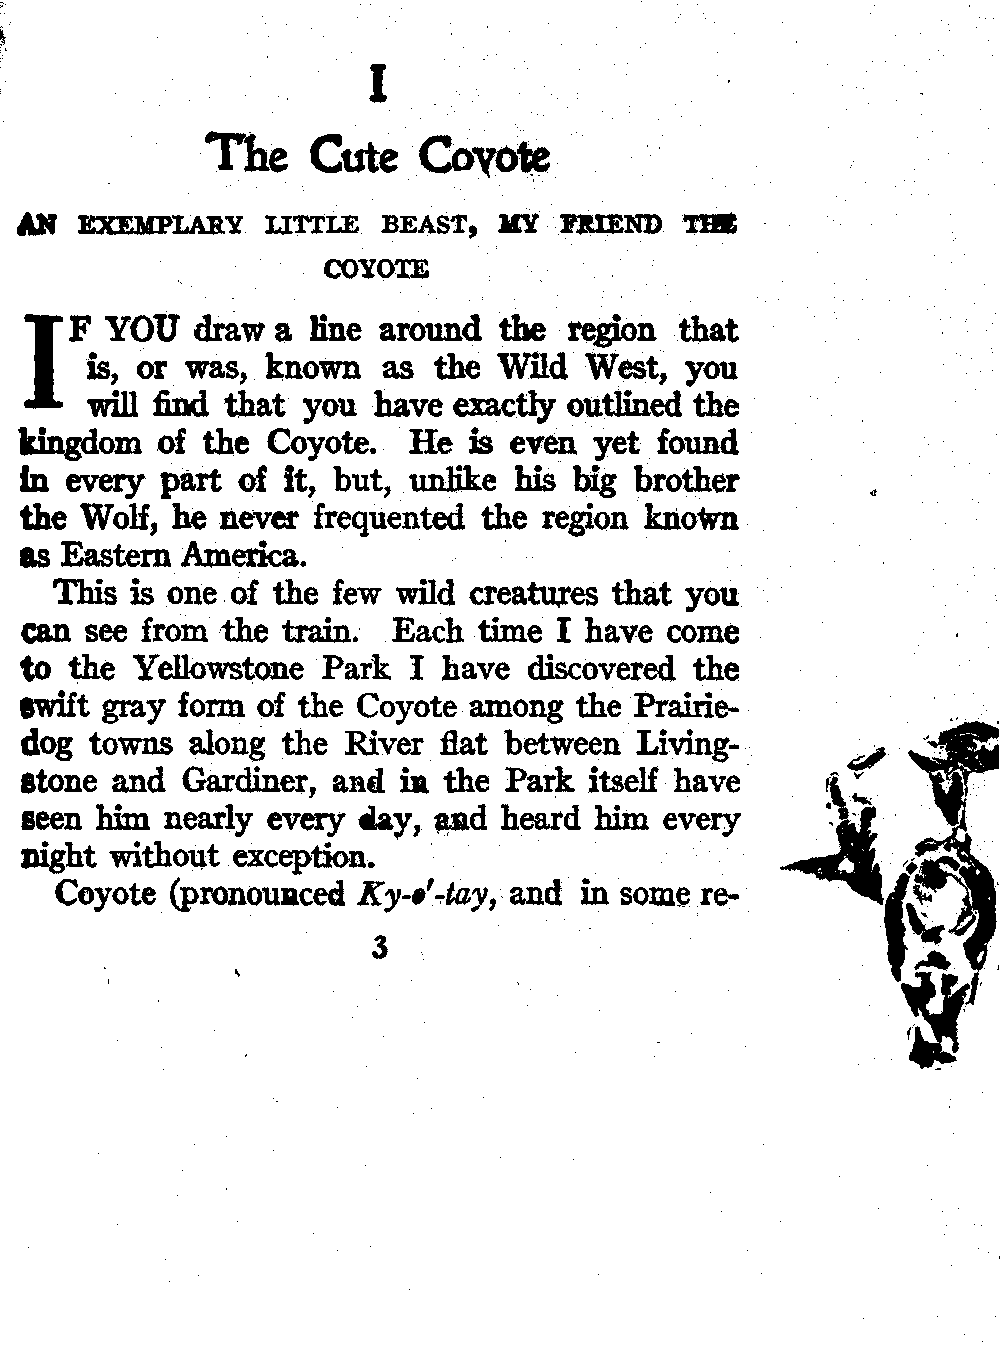 I
The Cute Coyote
AN EXEMPLARY LITTLE BEAST, MY FRIEND THE
COYOTE
IF YOU draw a line around the region that
is, or was, known as the Wild West, you
will find that you have exactly outlined the
kingdom of the Coyote. He is even yet found
in every part of it, but, unlike his big brother
the Wolf, he never frequented the region known
as Eastern America.
This is one of the few wild creatures that you
can see from the train. Each time I have come
to the Yellowstone Park I have discovered the
swift gray form of the Coyote among the Prairie-
dog towns along the River flat between Living-
stone and Gardiner, and in the Park itself have
seen him nearly every day, and heard him every
night without exception.
Coyote (pronounced Ky-o'-tay, and in some re-
3